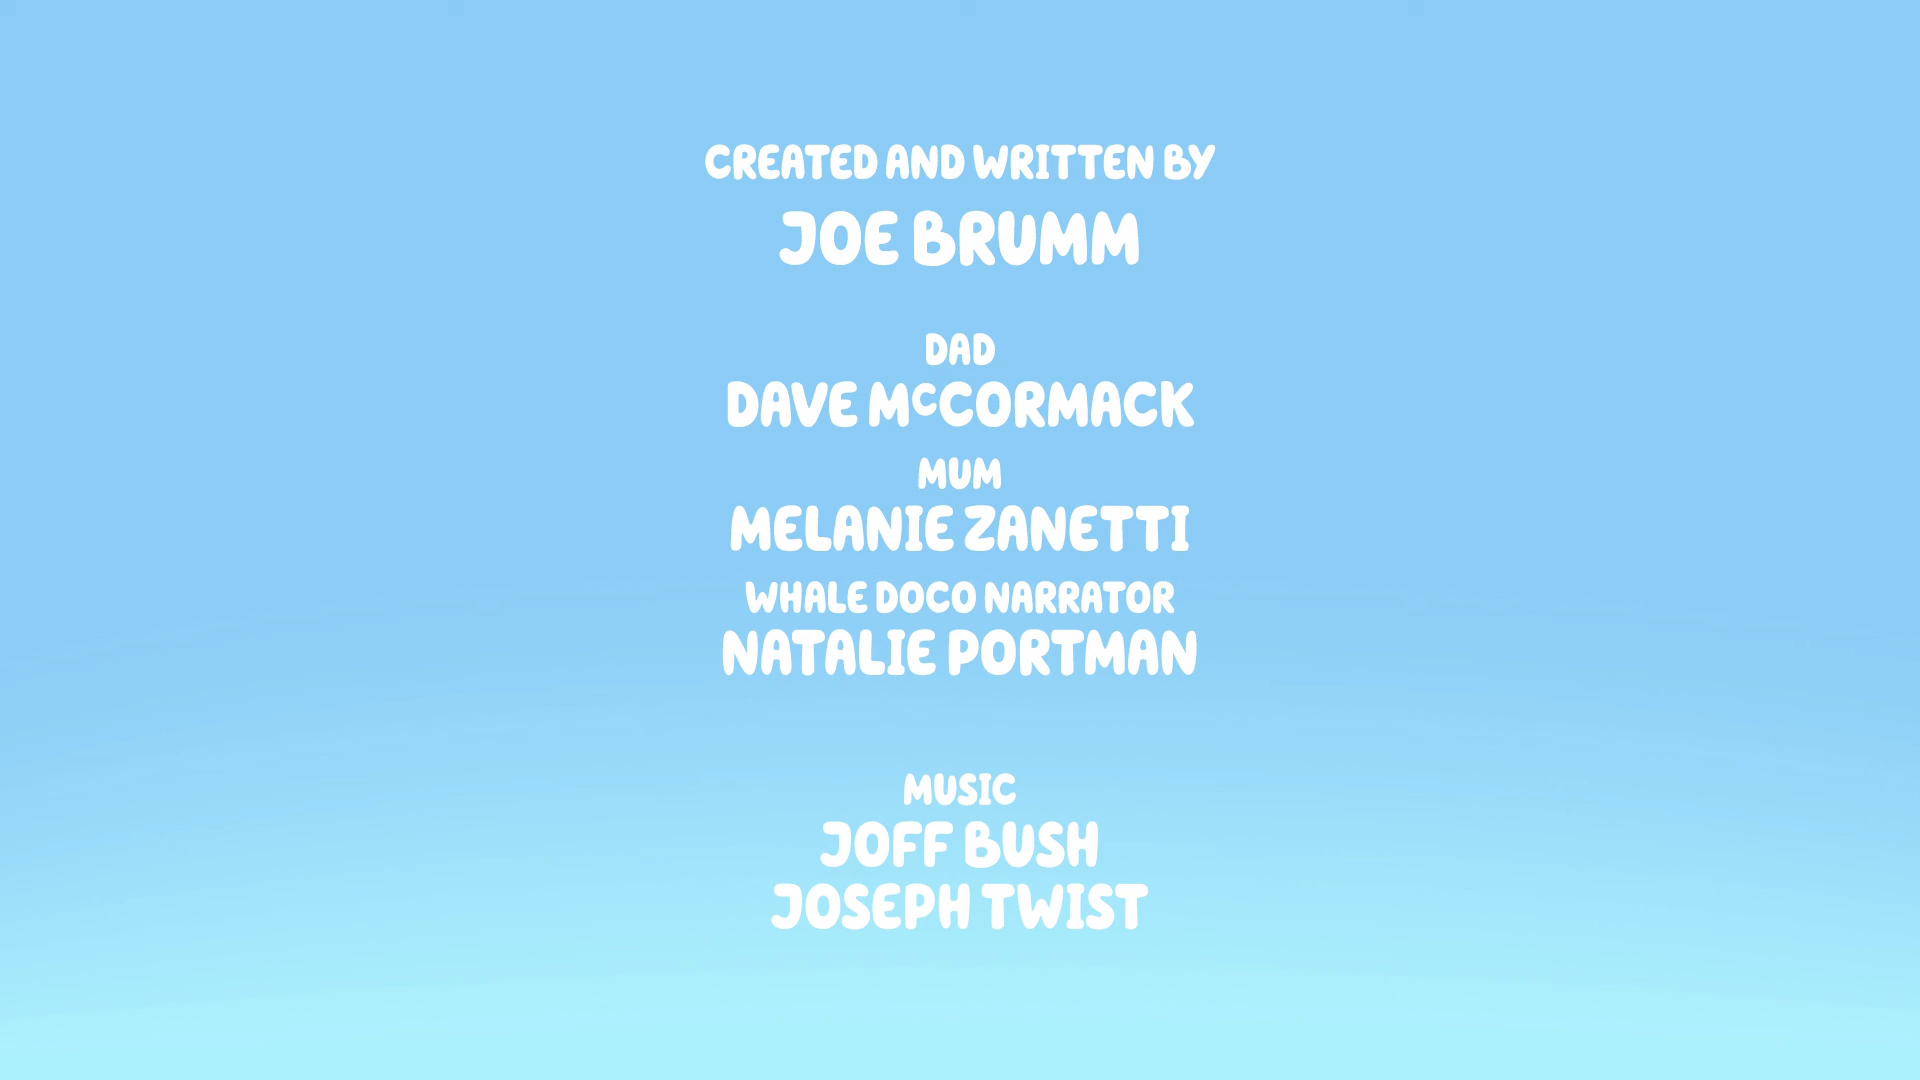 CREATED AND WRITTEN BY
JOE BRUMM
DAD
DAVE McCORMACK
MUM
MELANIE ZANETTI
WHALE DOCO NARRATOR
NATALIE PORTMAN
MUSIC
JOFF BUSH
JOSEPH TWIST